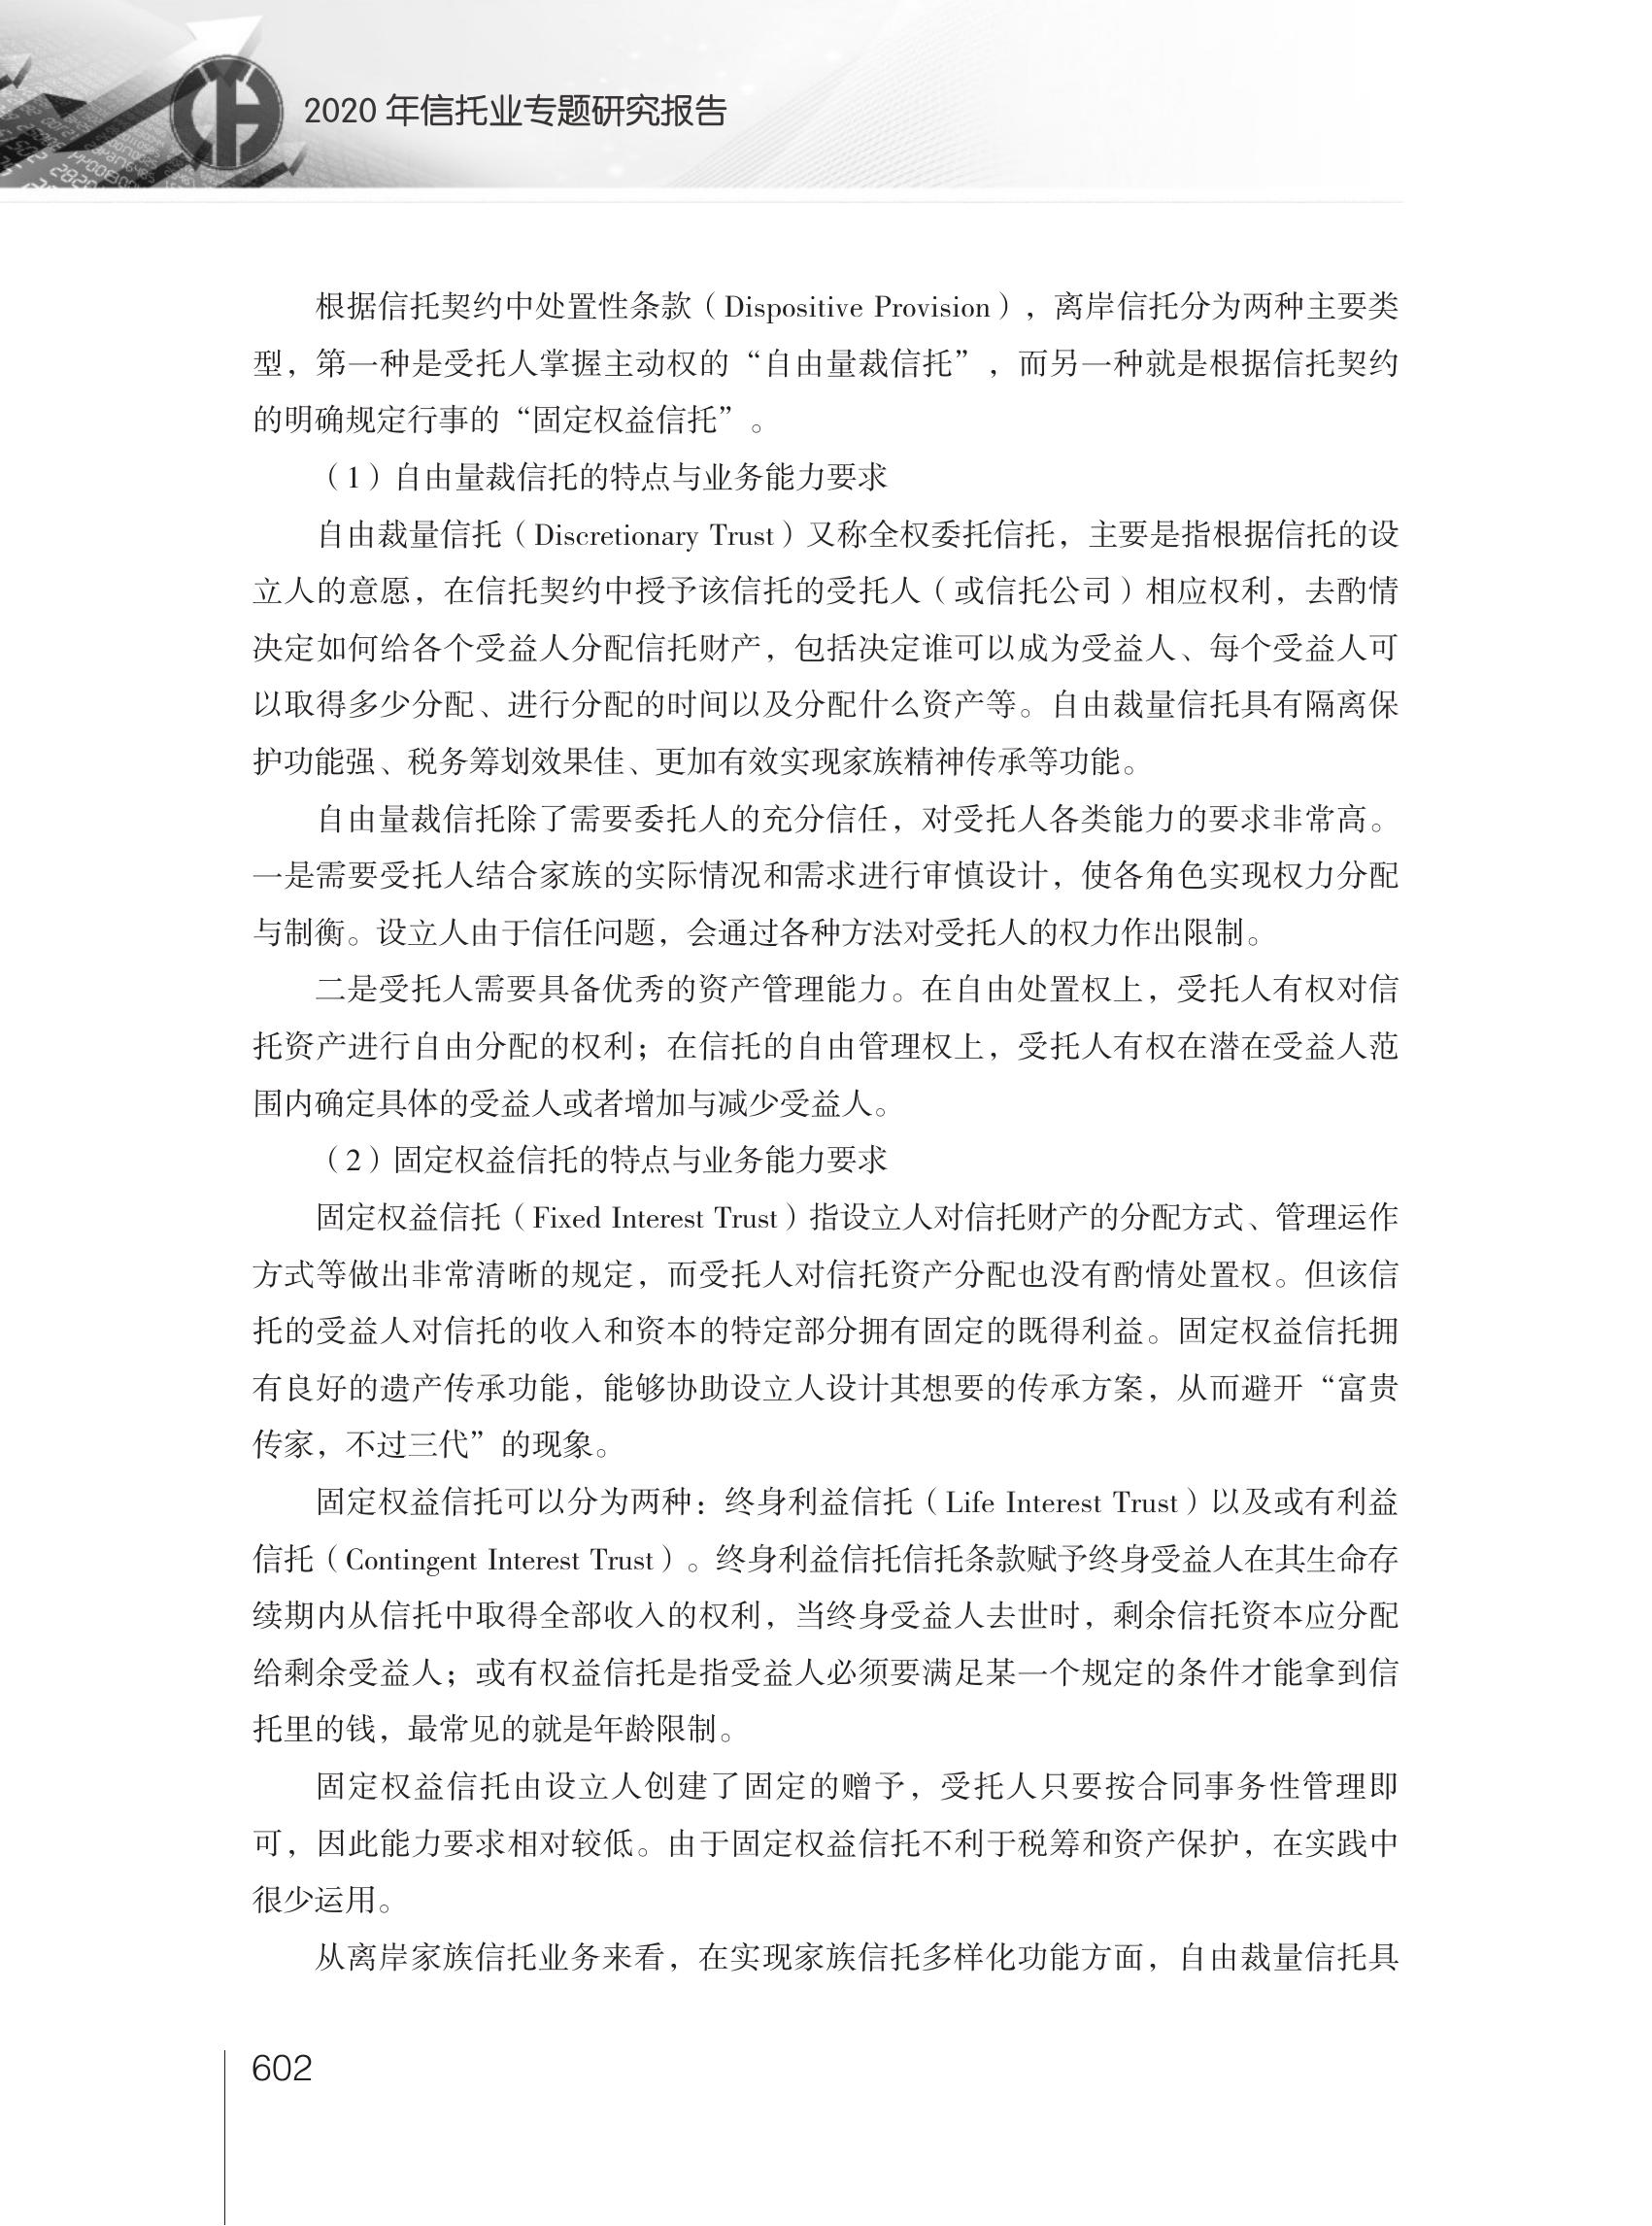 2020 年信托业专题研究报告
根据信托契约中处置性条款（Dispositive Provision），离岸信托分为两种主要类
型，第一种是受托人掌握主动权的“自由量裁信托”，而另一种就是根据信托契约
的明确规定行事的“固定权益信托”。
（1）自由量裁信托的特点与业务能力要求
自由裁量信托（Discretionary Trust）又称全权委托信托，主要是指根据信托的设
立人的意愿，在信托契约中授予该信托的受托人（或信托公司）相应权利，去酌情
决定如何给各个受益人分配信托财产，包括决定谁可以成为受益人、每个受益人可
以取得多少分配、进行分配的时间以及分配什么资产等。自由裁量信托具有隔离保
护功能强、税务筹划效果佳、更加有效实现家族精神传承等功能。
自由量裁信托除了需要委托人的充分信任，对受托人各类能力的要求非常高。
一是需要受托人结合家族的实际情况和需求进行审慎设计，使各角色实现权力分配
与制衡。设立人由于信任问题，会通过各种方法对受托人的权力作出限制。
二是受托人需要具备优秀的资产管理能力。在自由处置权上，受托人有权对信
托资产进行自由分配的权利；在信托的自由管理权上，受托人有权在潜在受益人范
围内确定具体的受益人或者增加与减少受益人。
（2）固定权益信托的特点与业务能力要求
固定权益信托（Fixed Interest Trust）指设立人对信托财产的分配方式、管理运作
方式等做出非常清晰的规定，而受托人对信托资产分配也没有酌情处置权。但该信
托的受益人对信托的收入和资本的特定部分拥有固定的既得利益。固定权益信托拥
有良好的遗产传承功能，能够协助设立人设计其想要的传承方案，从而避开“富贵
传家，不过三代”的现象。
固定权益信托可以分为两种：终身利益信托（Life Interest Trust）以及或有利益
信托（Contingent Interest Trust）。终身利益信托信托条款赋予终身受益人在其生命存
续期内从信托中取得全部收入的权利，当终身受益人去世时，剩余信托资本应分配
给剩余受益人；或有权益信托是指受益人必须要满足某一个规定的条件才能拿到信
托里的钱，最常见的就是年龄限制。
固定权益信托由设立人创建了固定的赠予，受托人只要按合同事务性管理即
可，因此能力要求相对较低。由于固定权益信托不利于税筹和资产保护，在实践中
很少运用。
从离岸家族信托业务来看，在实现家族信托多样化功能方面，自由裁量信托具
602